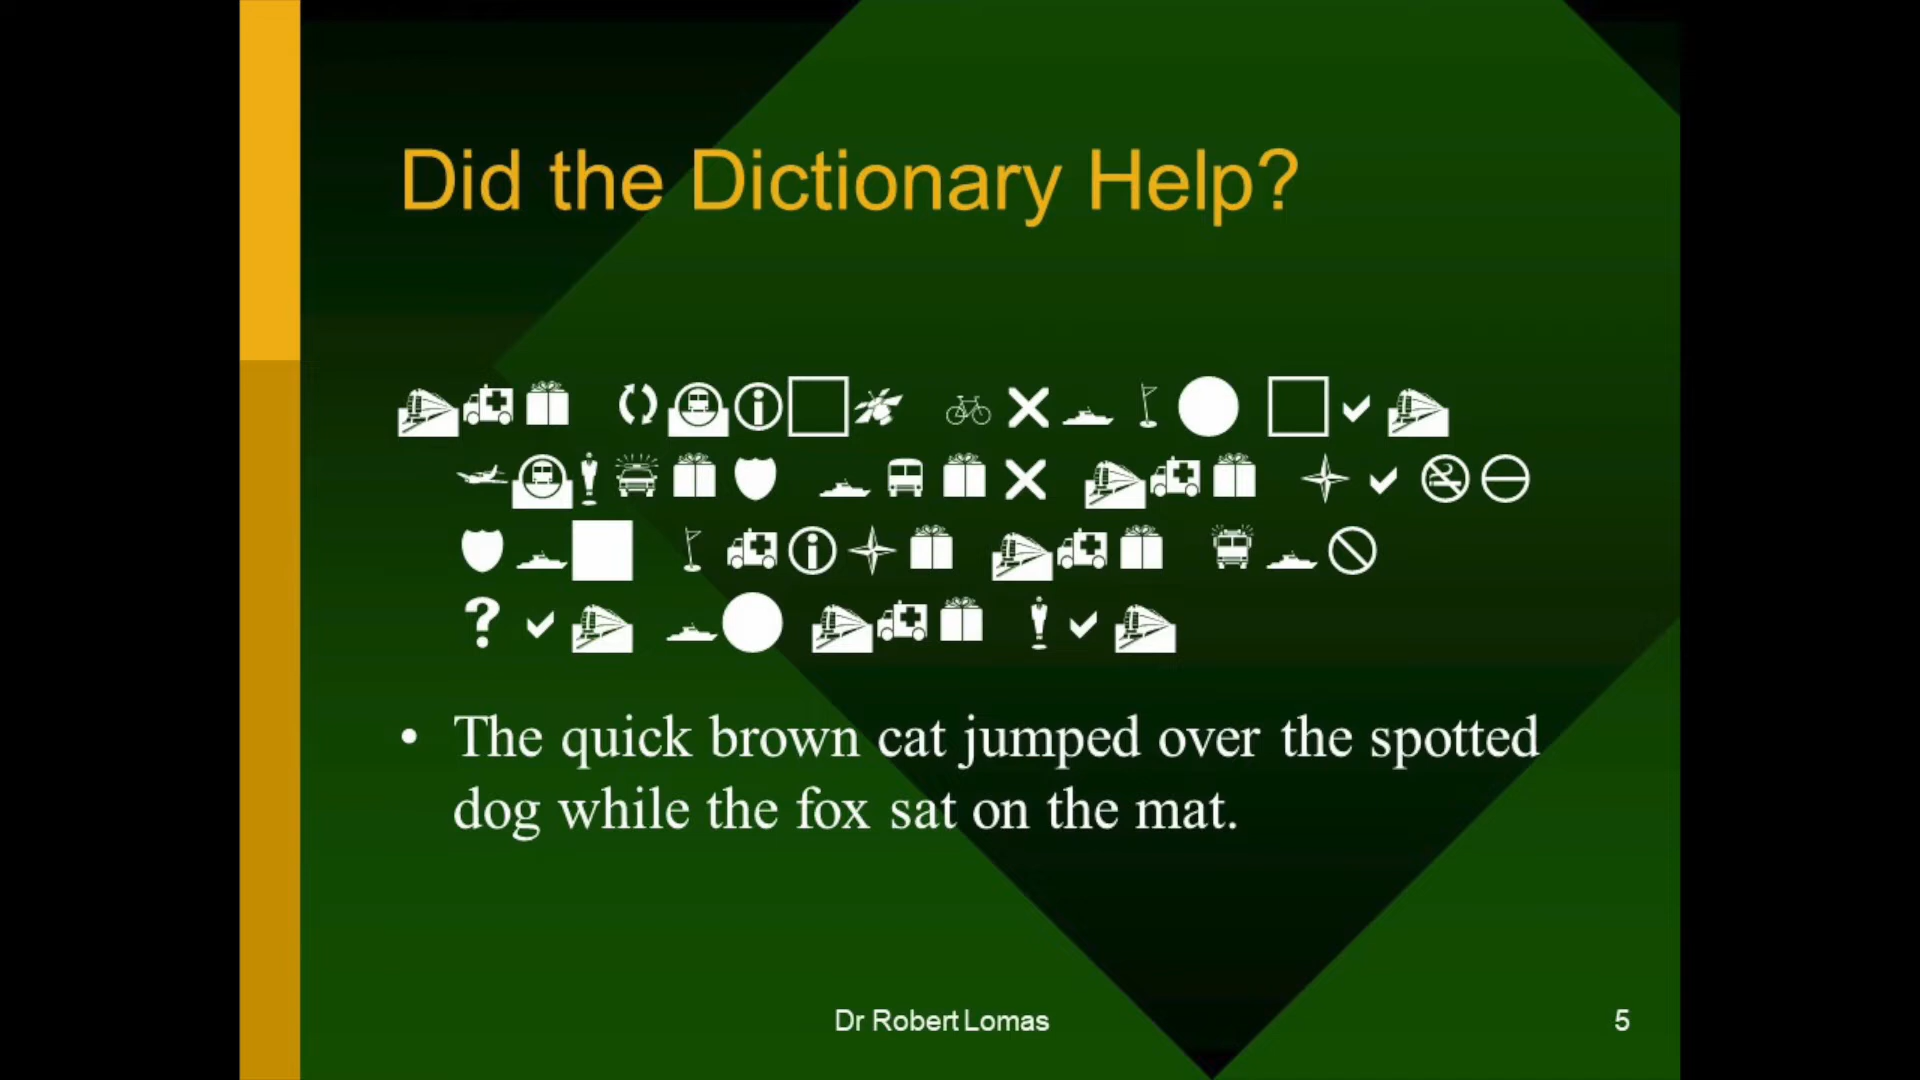 Did the Dictionary Help?
• The quick brown cat jumped over the spotted
dog while the fox sat on the mat.
Dr Robert Lomas
5